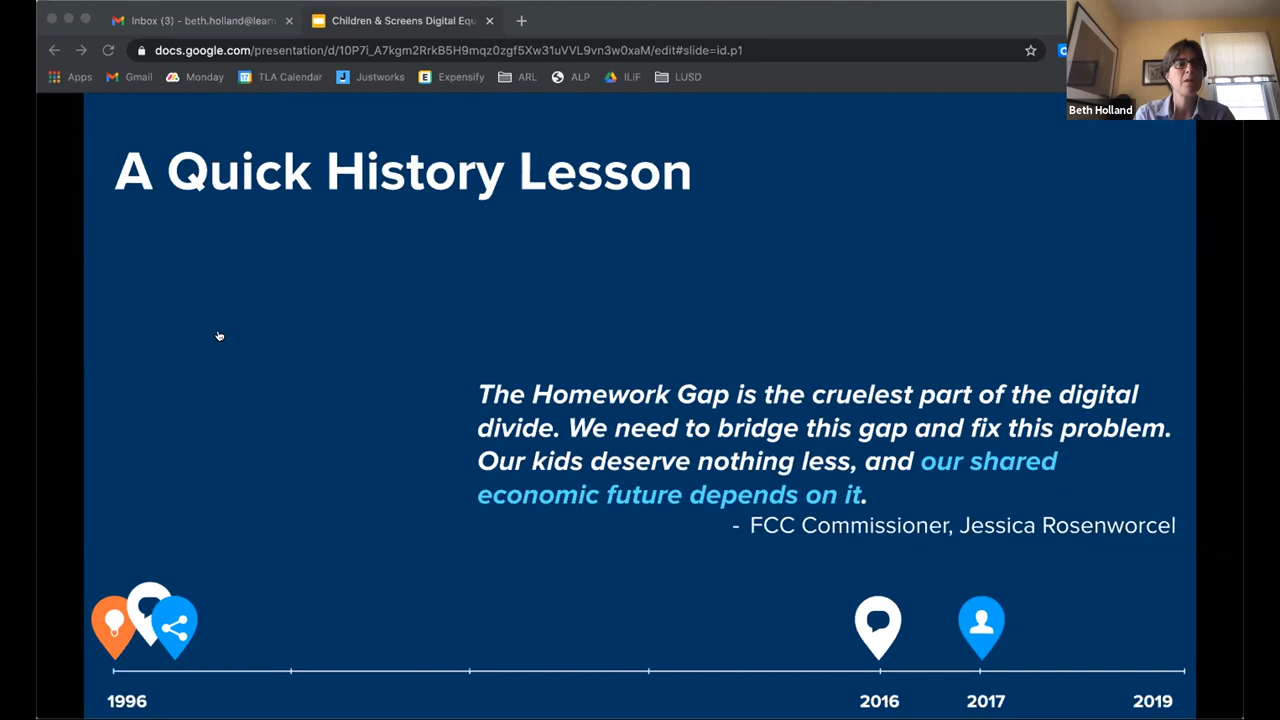 Inbox (3) - beth.holland@lear
Children & Screens Digital Equ
docs.google.com/presentation/d/10P7i_A7kgm2RrkB5H9mqz0zgf5Xw31uVVL9vn3w0xaM/edit#slide=id.p1
Apps Gmail Monday 17 TLA Calendar Justworks Expensify ARL ALP ILIF LUSD
Beth Holland
A Quick History Lesson
The Homework Gap is the cruelest part of the digital
divide. We need to bridge this gap and fix this problem.
Our kids deserve nothing less, and our shared
economic future depends on it.
- FCC Commissioner, Jessica Rosenworcel
1996 2016 2017 2019